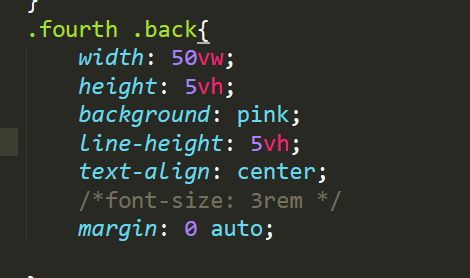 }
.fourth .back{
width: 50vw;
height: 5vh;
background: pink;
line-height: 5vh;
text-align: center;
/*font-size: 3rem */
margin: 0 auto;
}